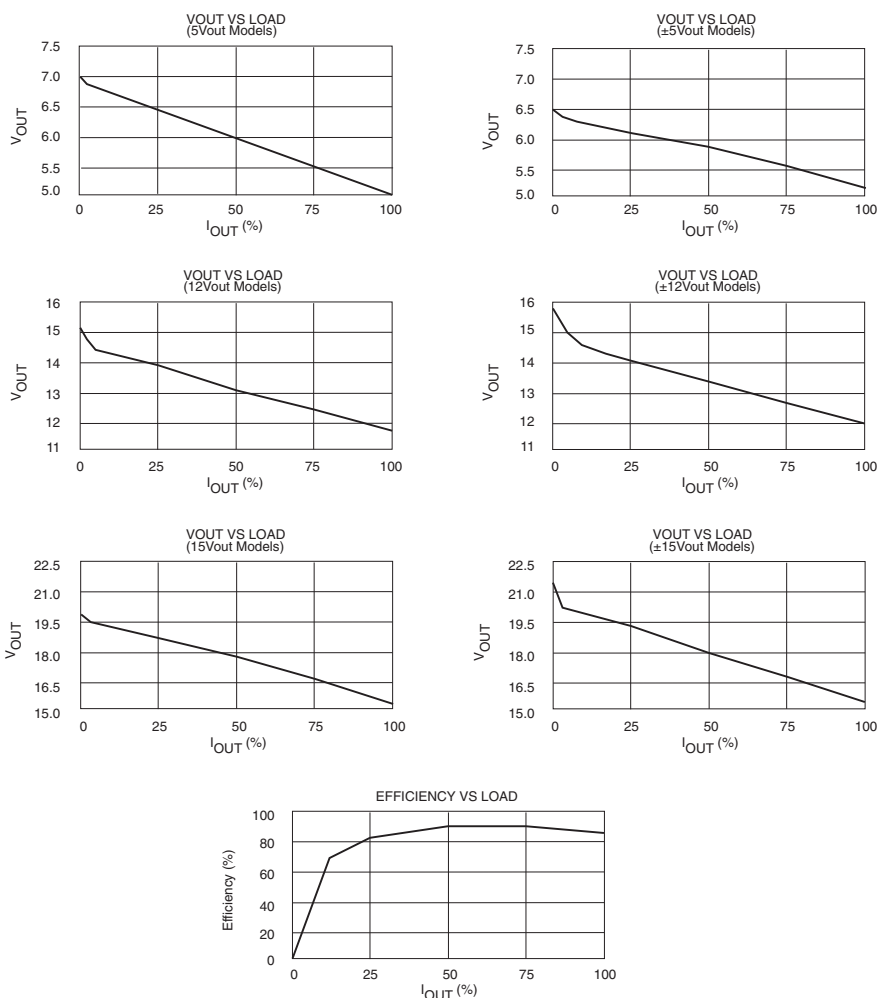 VOUT VS LOAD
(5Vout Models)
7.5
7.0
6.5
6.0
5.5
5.0
VOUT
0 25 50 75 100
IOUT (%)
VOUT VS LOAD
(±5Vout Models)
7.5
7.0
6.5
6.0
5.5
5.0
VOUT
0 25 50 75 100
IOUT (%)
VOUT VS LOAD
(12Vout Models)
16
15
14
13
12
11
VOUT
0 25 50 75 100
IOUT (%)
VOUT VS LOAD
(±12Vout Models)
16
15
14
13
12
11
VOUT
0 25 50 75 100
IOUT (%)
VOUT VS LOAD
(15Vout Models)
22.5
21.0
19.5
18.0
16.5
15.0
VOUT
0 25 50 75 100
IOUT (%)
VOUT VS LOAD
(±15Vout Models)
22.5
21.0
19.5
18.0
16.5
15.0
VOUT
0 25 50 75 100
IOUT (%)
EFFICIENCY VS LOAD
100
80
60
40
20
0
Efficiency (%)
0 25 50 75 100
IOUT (%)